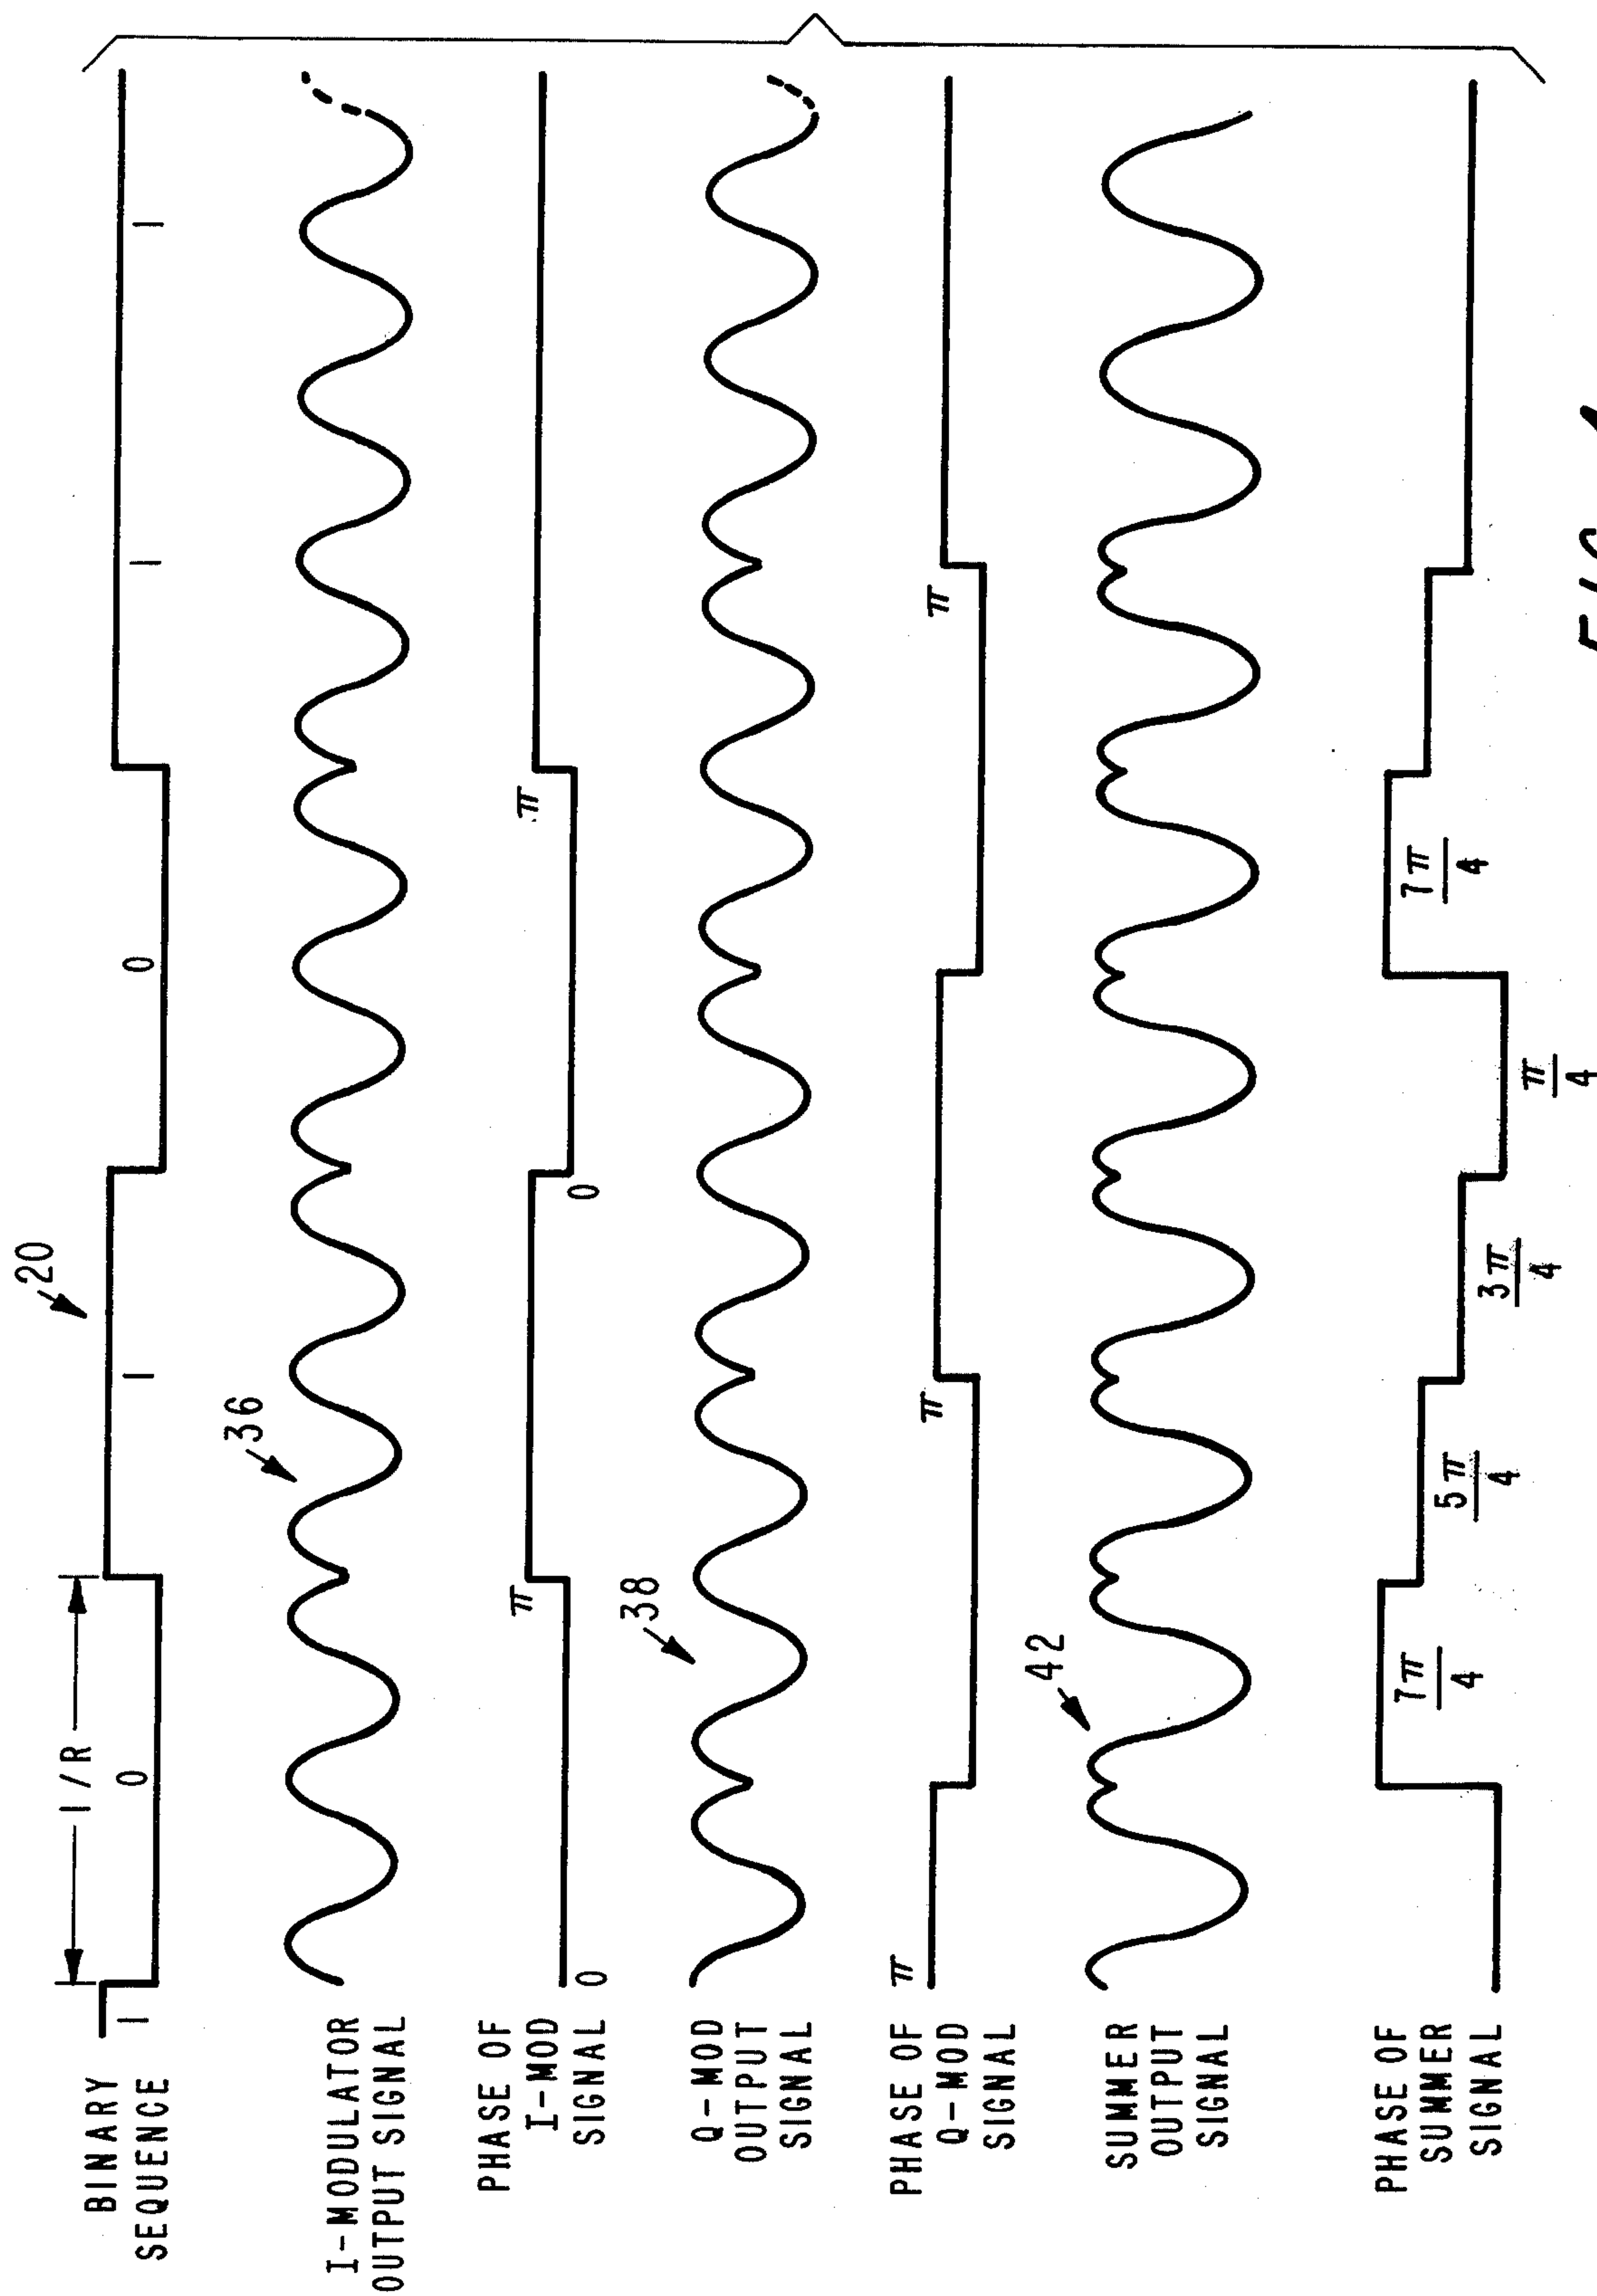 20
1/R
1 0 1 0 1 1
BINARY
SEQUENCE
36
I-MODULATOR
OUTPUT SIGNAL
π 0 π
PHASE OF
I-MOD
SIGNAL
0
38
Q-MOD
OUTPUT
SIGNAL
π π π
PHASE OF
Q-MOD
SIGNAL
42
SUMMER
OUTPUT
SIGNAL
PHASE OF
SUMMER
SIGNAL
7π/4 5π/4 3π/4 π/4 7π/4